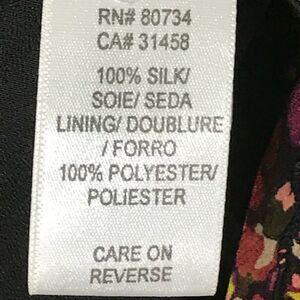 RN# 80734
CA# 31458
100% SILK/
SOIE/ SEDA
LINING/ DOUBLURE
/ FORRO
100% POLYESTER/
POLIESTER
CARE ON
REVERSE